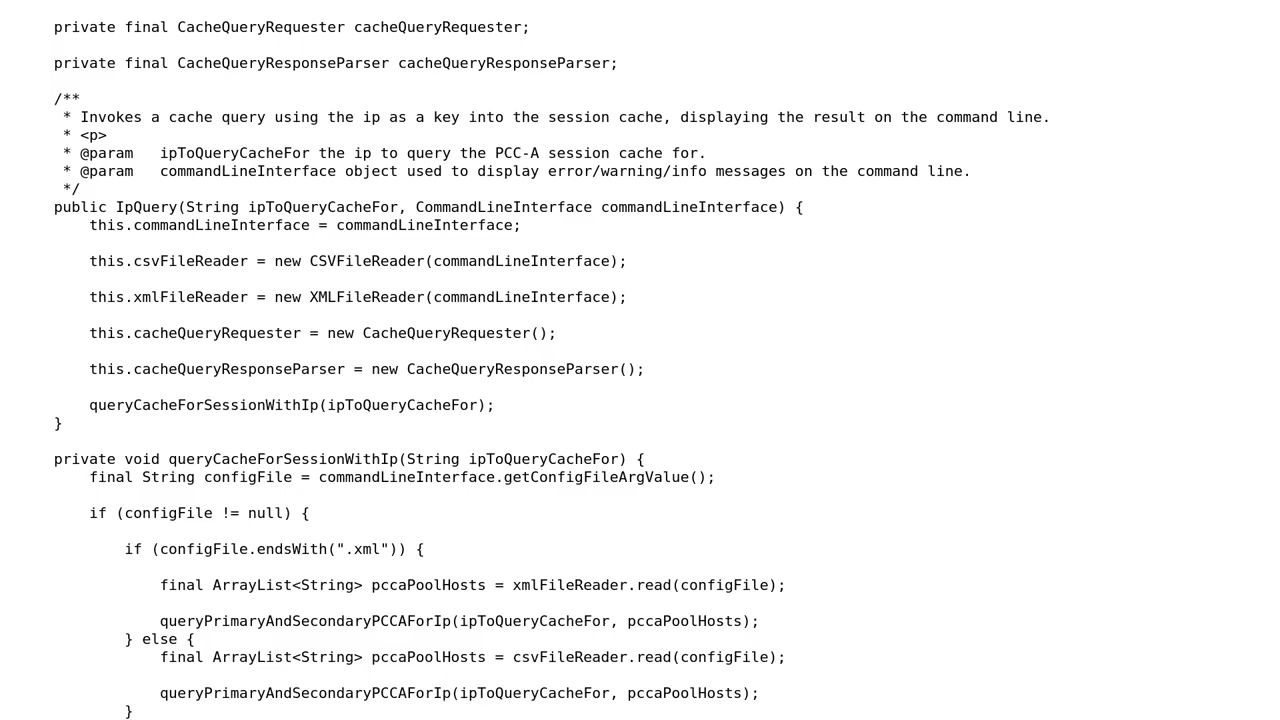 private final CacheQueryRequester cacheQueryRequester;
private final CacheQueryResponseParser cacheQueryResponseParser;
/**
* Invokes a cache query using the ip as a key into the session cache, displaying the result on the command line.
* <p>
* @param   ipToQueryCacheFor the ip to query the PCC-A session cache for.
* @param   commandLineInterface object used to display error/warning/info messages on the command line.
*/
public IpQuery(String ipToQueryCacheFor, CommandLineInterface commandLineInterface) {
this.commandLineInterface = commandLineInterface;
this.csvFileReader = new CSVFileReader(commandLineInterface);
this.xmlFileReader = new XMLFileReader(commandLineInterface);
this.cacheQueryRequester = new CacheQueryRequester();
this.cacheQueryResponseParser = new CacheQueryResponseParser();
queryCacheForSessionWithIp(ipToQueryCacheFor);
}
private void queryCacheForSessionWithIp(String ipToQueryCacheFor) {
final String configFile = commandLineInterface.getConfigFileArgValue();
if (configFile != null) {
if (configFile.endsWith(".xml")) {
final ArrayList<String> pccaPoolHosts = xmlFileReader.read(configFile);
queryPrimaryAndSecondaryPCCAForIp(ipToQueryCacheFor, pccaPoolHosts);
} else {
final ArrayList<String> pccaPoolHosts = csvFileReader.read(configFile);
queryPrimaryAndSecondaryPCCAForIp(ipToQueryCacheFor, pccaPoolHosts);
}